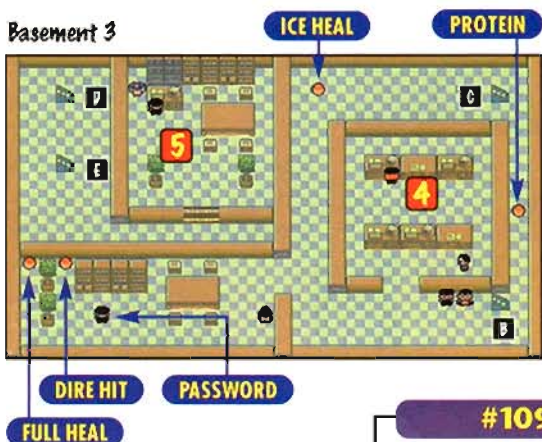 Basement 3
ICE HEAL
PROTEIN
D
C
5
E
4
B
DIRE HIT
PASSWORD
FULL HEAL
#109